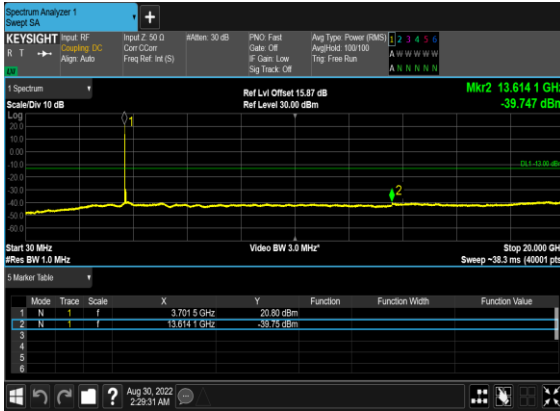 Spectrum Analyzer 1
Swept SA
+
KEYSIGHT
R T
Input: RF
Coupling: DC
Align: Auto
Input Z: 50 Ω
Corr CCorr
Freq Ref: Int (S)
#Atten: 30 dB
PNO: Fast
Gate: Off
IF Gain: Low
Sig Track: Off
Avg Type: Power (RMS)
Avg|Hold: 100/100
Trig: Free Run
1 2 3 4 5 6
A W W W W W
A N N N N N
1 Spectrum
Scale/Div 10 dB
Log
Ref Lvl Offset 15.87 dB
Ref Level 30.00 dBm
Mkr2 13.614 1 GHz
-39.747 dBm
20.0
10.0
0.00
-10.0
-20.0
-30.0
-40.0
-50.0
-60.0
1
2
DL1 -13.00 dBm
Start 30 MHz
#Res BW 1.0 MHz
Video BW 3.0 MHz*
Stop 20.000 GHz
Sweep ~38.3 ms (40001 pts)
5 Marker Table
Mode Trace Scale X Y Function Function Width Function Value
1 N 1 f 3.701 5 GHz 20.80 dBm
2 N 1 f 13.614 1 GHz -39.75 dBm
3
4
5
6
?
Aug 30, 2022
2:29:31 AM